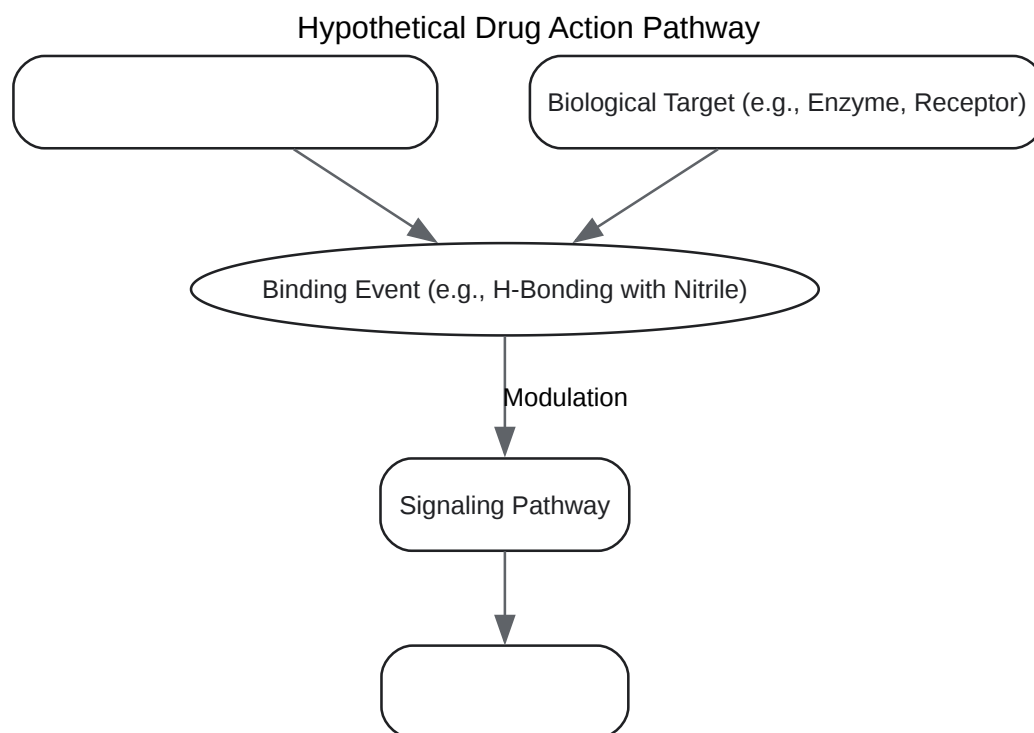 Hypothetical Drug Action Pathway
Biological Target (e.g., Enzyme, Receptor)
Binding Event (e.g., H-Bonding with Nitrile)
Modulation
Signaling Pathway